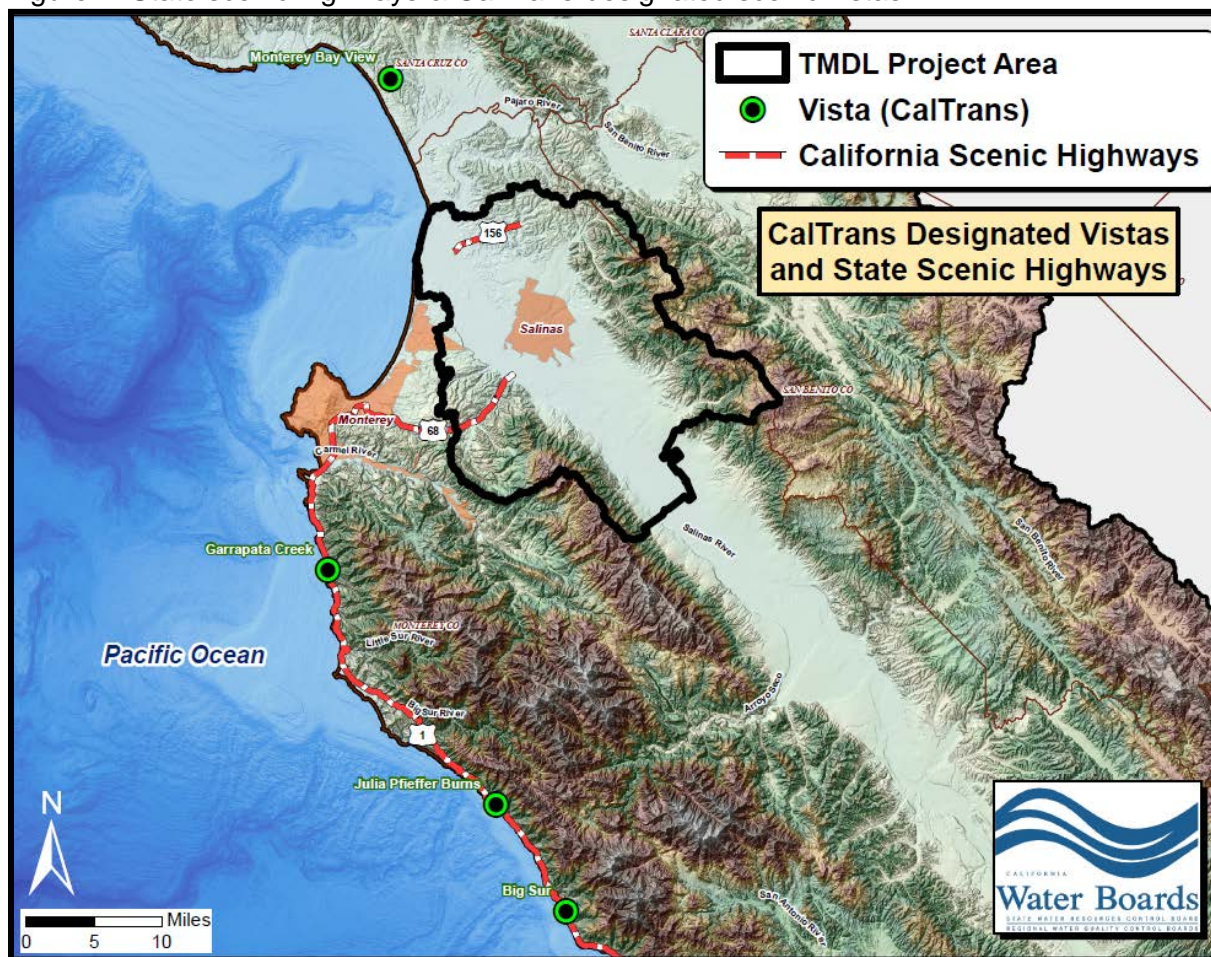 Monterey Bay View
SANTA CRUZ CO
SANTA CLARA CO
Pajaro River
San Benito River
TMDL Project Area
Vista (CalTrans)
California Scenic Highways
CalTrans Designated Vistas
and State Scenic Highways
156
Salinas
SAN BENITO CO
Monterey
68
Carmel River
Salinas River
San Benito River
Garrapata Creek
MONTEREY CO
Little Sur River
Pacific Ocean
Arroyo Seco
Big Sur River
1
Julia Pfieffer Burns
Big Sur
San Antonio River
N
Miles
0 5 10
CALIFORNIA
Water Boards
STATE WATER RESOURCES CONTROL BOARD
REGIONAL WATER QUALITY CONTROL BOARDS